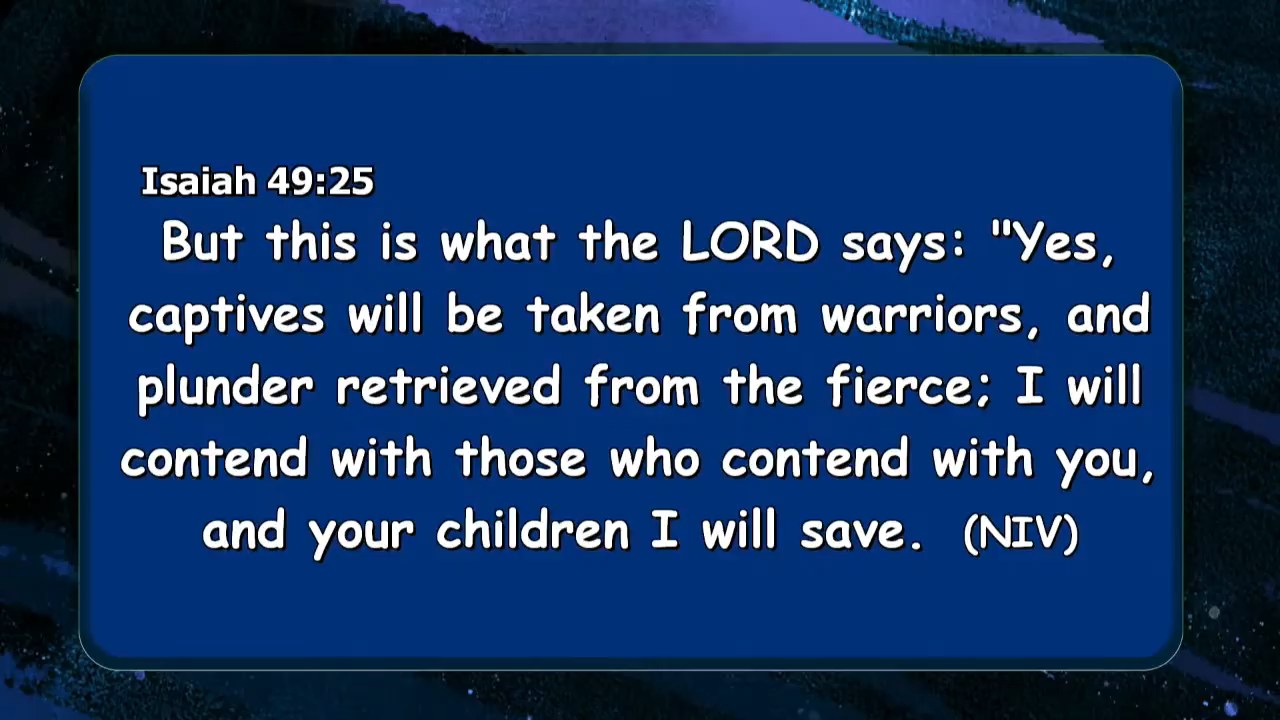 Isaiah 49:25
But this is what the LORD says: "Yes,
captives will be taken from warriors, and
plunder retrieved from the fierce; I will
contend with those who contend with you,
and your children I will save. (NIV)